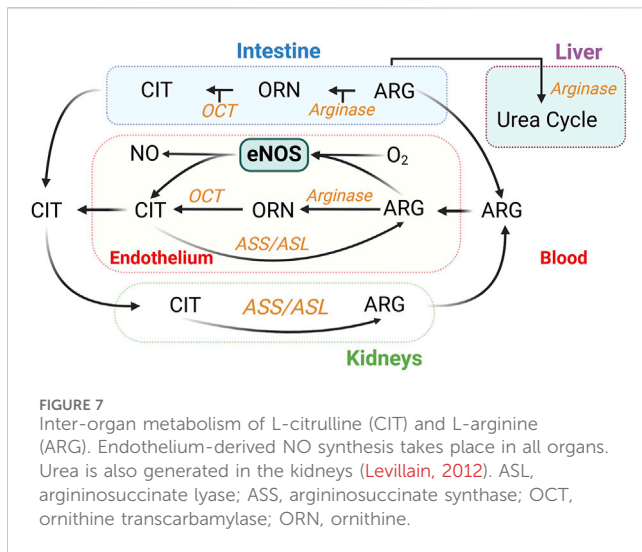 Intestine
Liver
CIT ORN ARG
OCT Arginase
Arginase
Urea Cycle
NO eNOS O₂
OCT Arginase
CIT CIT ORN ARG ARG
ASS/ASL
Endothelium
Blood
CIT ASS/ASL ARG
Kidneys
FIGURE 7
Inter-organ metabolism of L-citrulline (CIT) and L-arginine
(ARG). Endothelium-derived NO synthesis takes place in all organs.
Urea is also generated in the kidneys (Levillain, 2012). ASL,
argininosuccinate lyase; ASS, argininosuccinate synthase; OCT,
ornithine transcarbamylase; ORN, ornithine.